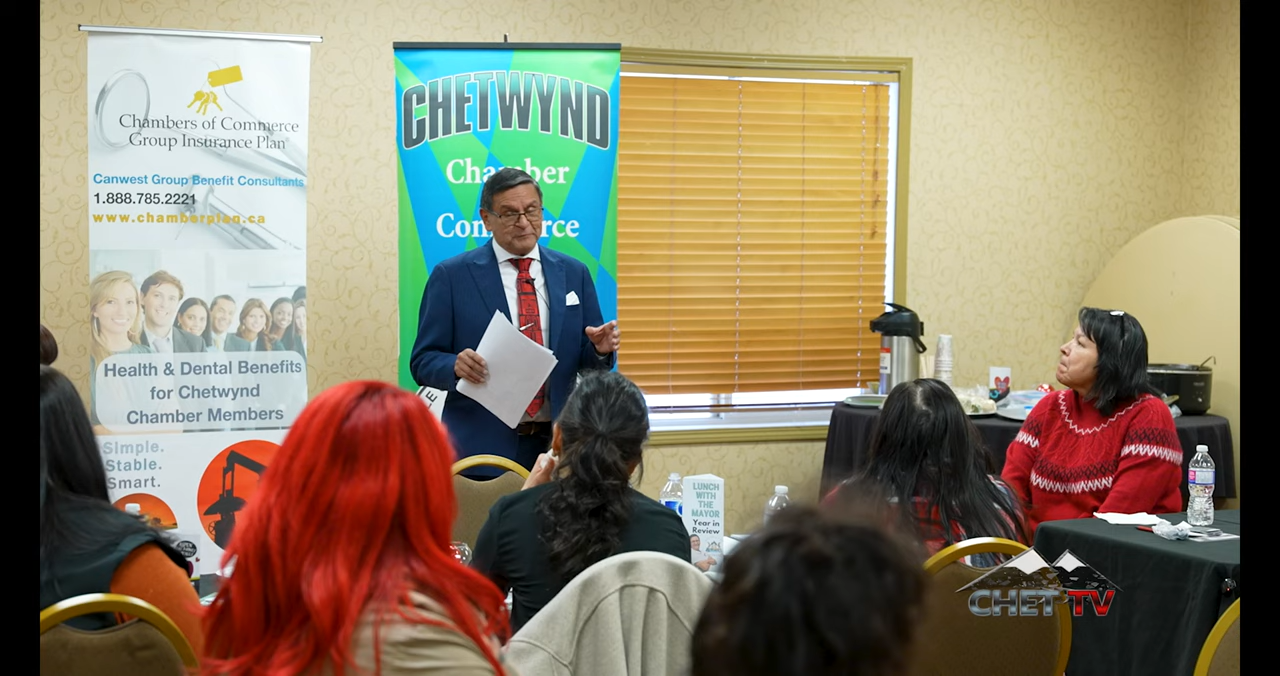 Chambers of Commerce
Group Insurance Plan
Canwest Group Benefit Consultants
1.888.785.2221
www.chamberplan.ca
Health & Dental Benefits
for Chetwynd
Chamber Members
Simple.
Stable.
Smart.
CHETWYND
Chamber
Commerce
LUNCH
WITH
THE
MAYOR
Year in
Review
CHET TV